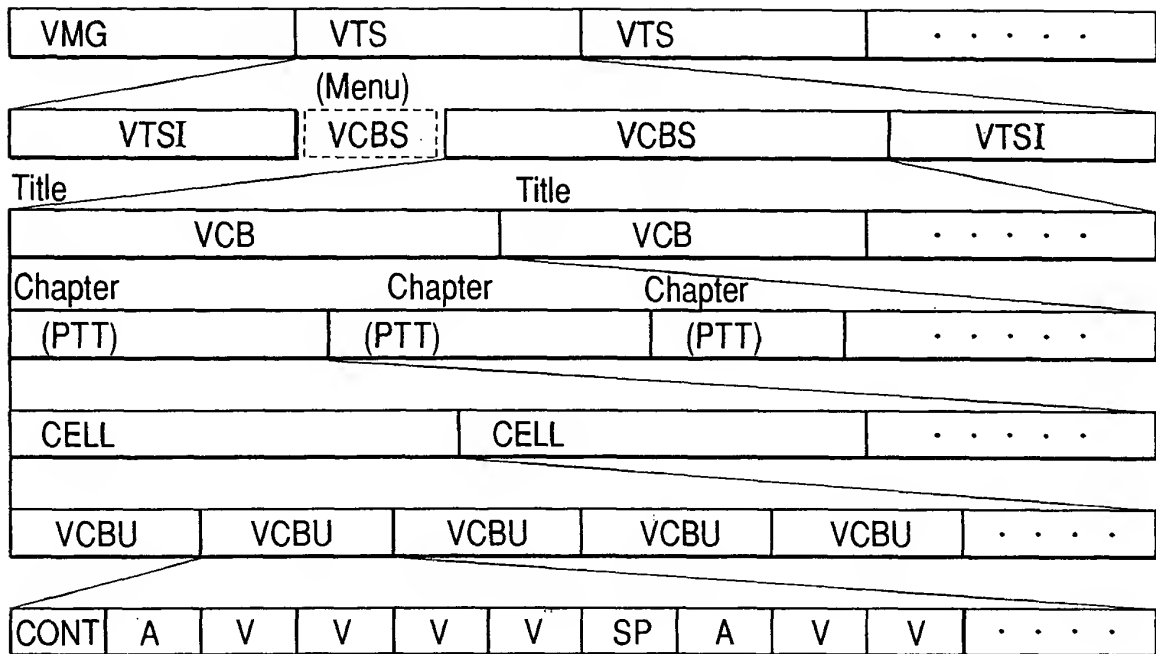 VMG VTS VTS · · · · ·
(Menu)
VTSI VCBS VCBS VTSI
Title Title
VCB VCB · · · · ·
Chapter Chapter Chapter
(PTT) (PTT) (PTT) · · · · ·
CELL CELL · · · · ·
VCBU VCBU VCBU VCBU VCBU · · · ·
CONT A V V V V SP A V V · · · ·